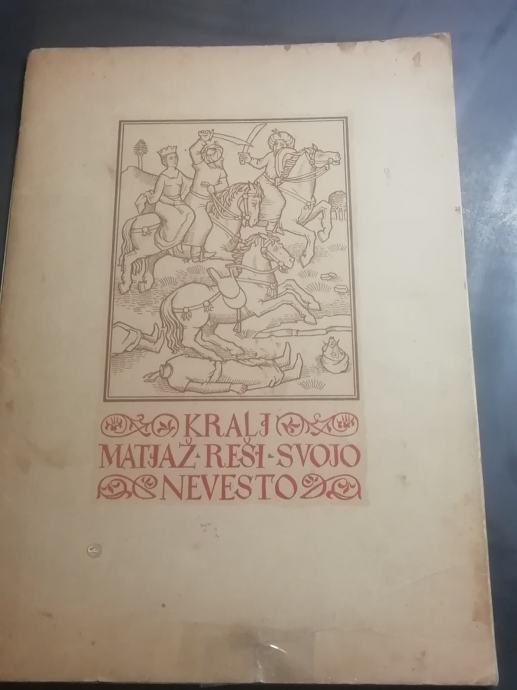 KRALJ
MATJAŽ · REŠI · SVOJO
NEVESTO